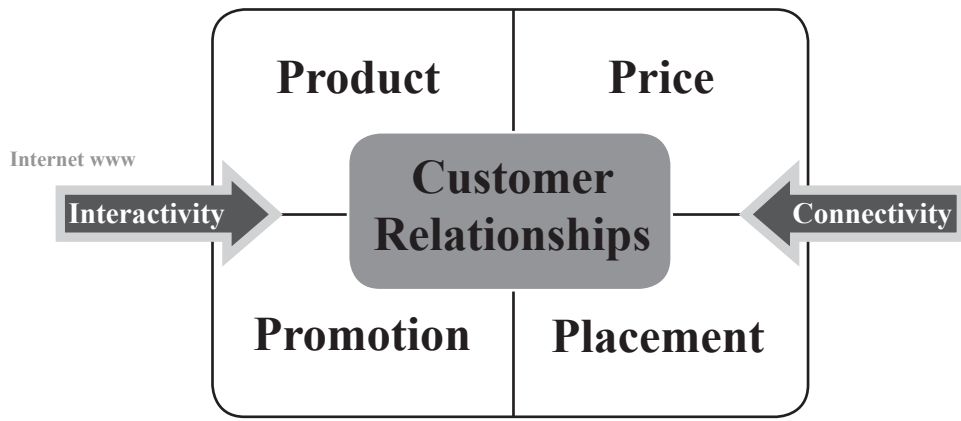 Product
Price
Internet www
Interactivity
Customer
Relationships
Connectivity
Promotion
Placement